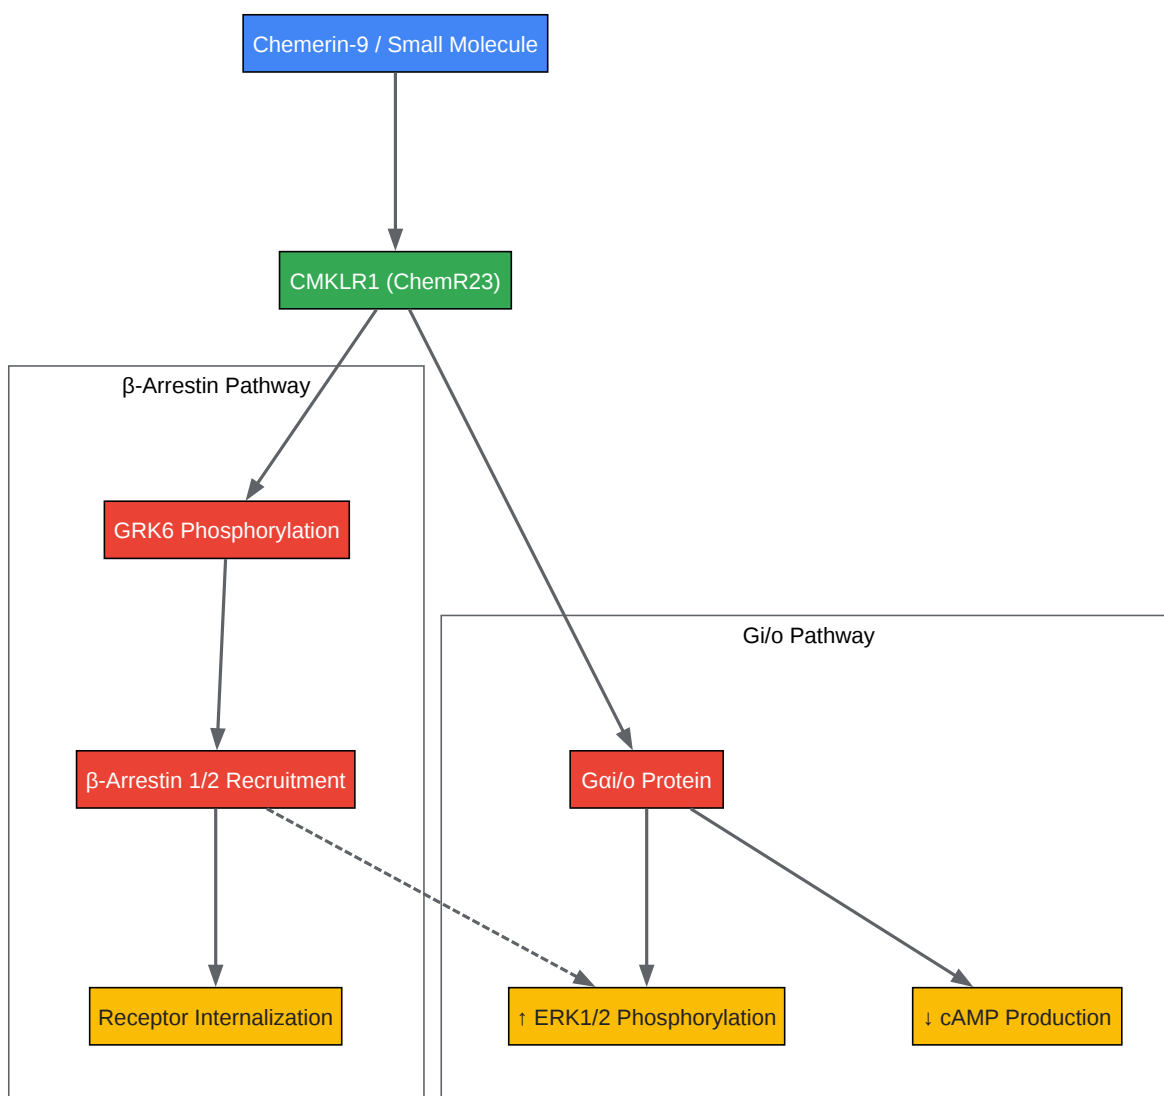 Chemerin-9 / Small Molecule
CMKLR1 (ChemR23)
β-Arrestin Pathway
GRK6 Phosphorylation
Gi/o Pathway
β-Arrestin 1/2 Recruitment
Gαi/o Protein
Receptor Internalization
↑ ERK1/2 Phosphorylation
↓ cAMP Production